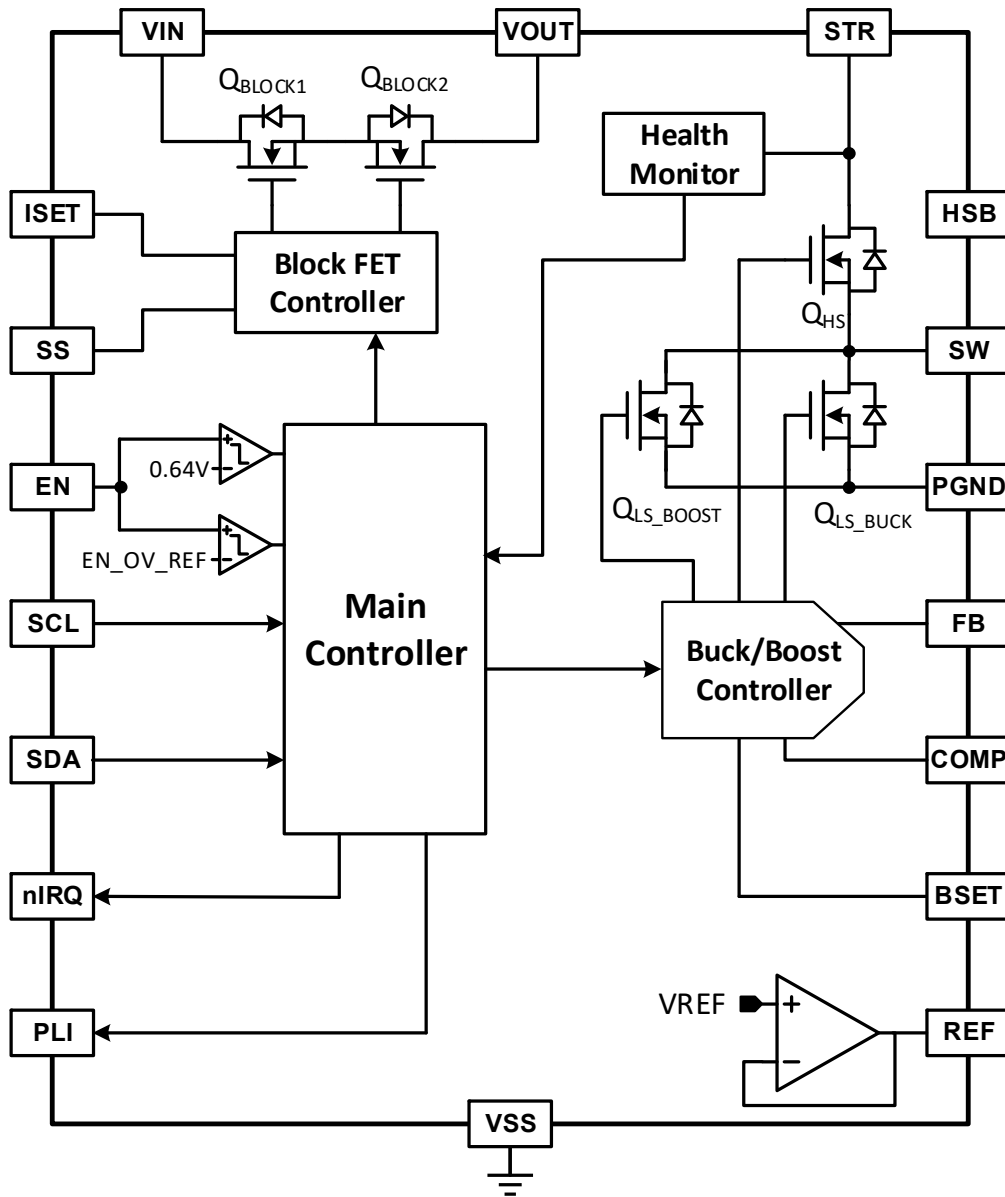 VIN
VOUT
STR
QBLOCK1
QBLOCK2
Health
Monitor
ISET
HSB
Block FET
Controller
QHS
SS
SW
EN
0.64V
PGND
QLS_BOOST
QLS_BUCK
EN_OV_REF
SCL
FB
Main
Controller
Buck/Boost
Controller
SDA
COMP
nIRQ
BSET
VREF
PLI
REF
VSS